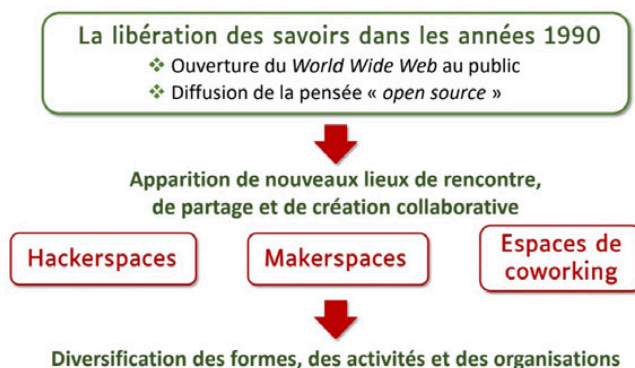 La libération des savoirs dans les années 1990
❖ Ouverture du World Wide Web au public
❖ Diffusion de la pensée « open source »
Apparition de nouveaux lieux de rencontre,
de partage et de création collaborative
Hackerspaces
Makerspaces
Espaces de
coworking
Diversification des formes, des activités et des organisations